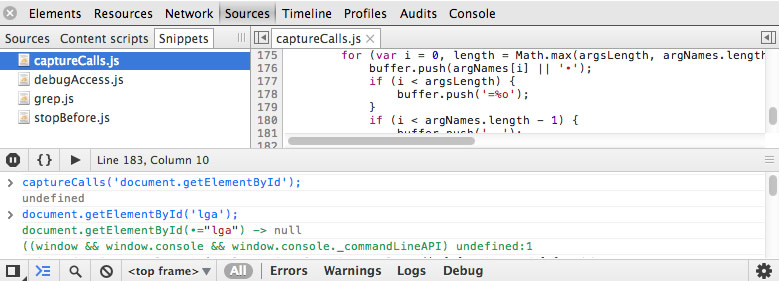 Elements Resources Network Sources Timeline Profiles Audits Console
Sources Content scripts Snippets captureCalls.js
captureCalls.js
debugAccess.js
grep.js
stopBefore.js
175 for (var i = 0, length = Math.max(argsLength, argNames.length
176 buffer.push(argNames[i] || '•');
177 if (i < argsLength) {
178 buffer.push('=%o');
179 }
180 if (i < argNames.length - 1) {
181 buffer.push('
182
{} Line 183, Column 10
> captureCalls('document.getElementById');
undefined
> document.getElementById('lga');
document.getElementById(•="lga") -> null
((window && window.console && window.console._commandLineAPI) undefined:1
<top frame> ▼ All Errors Warnings Logs Debug